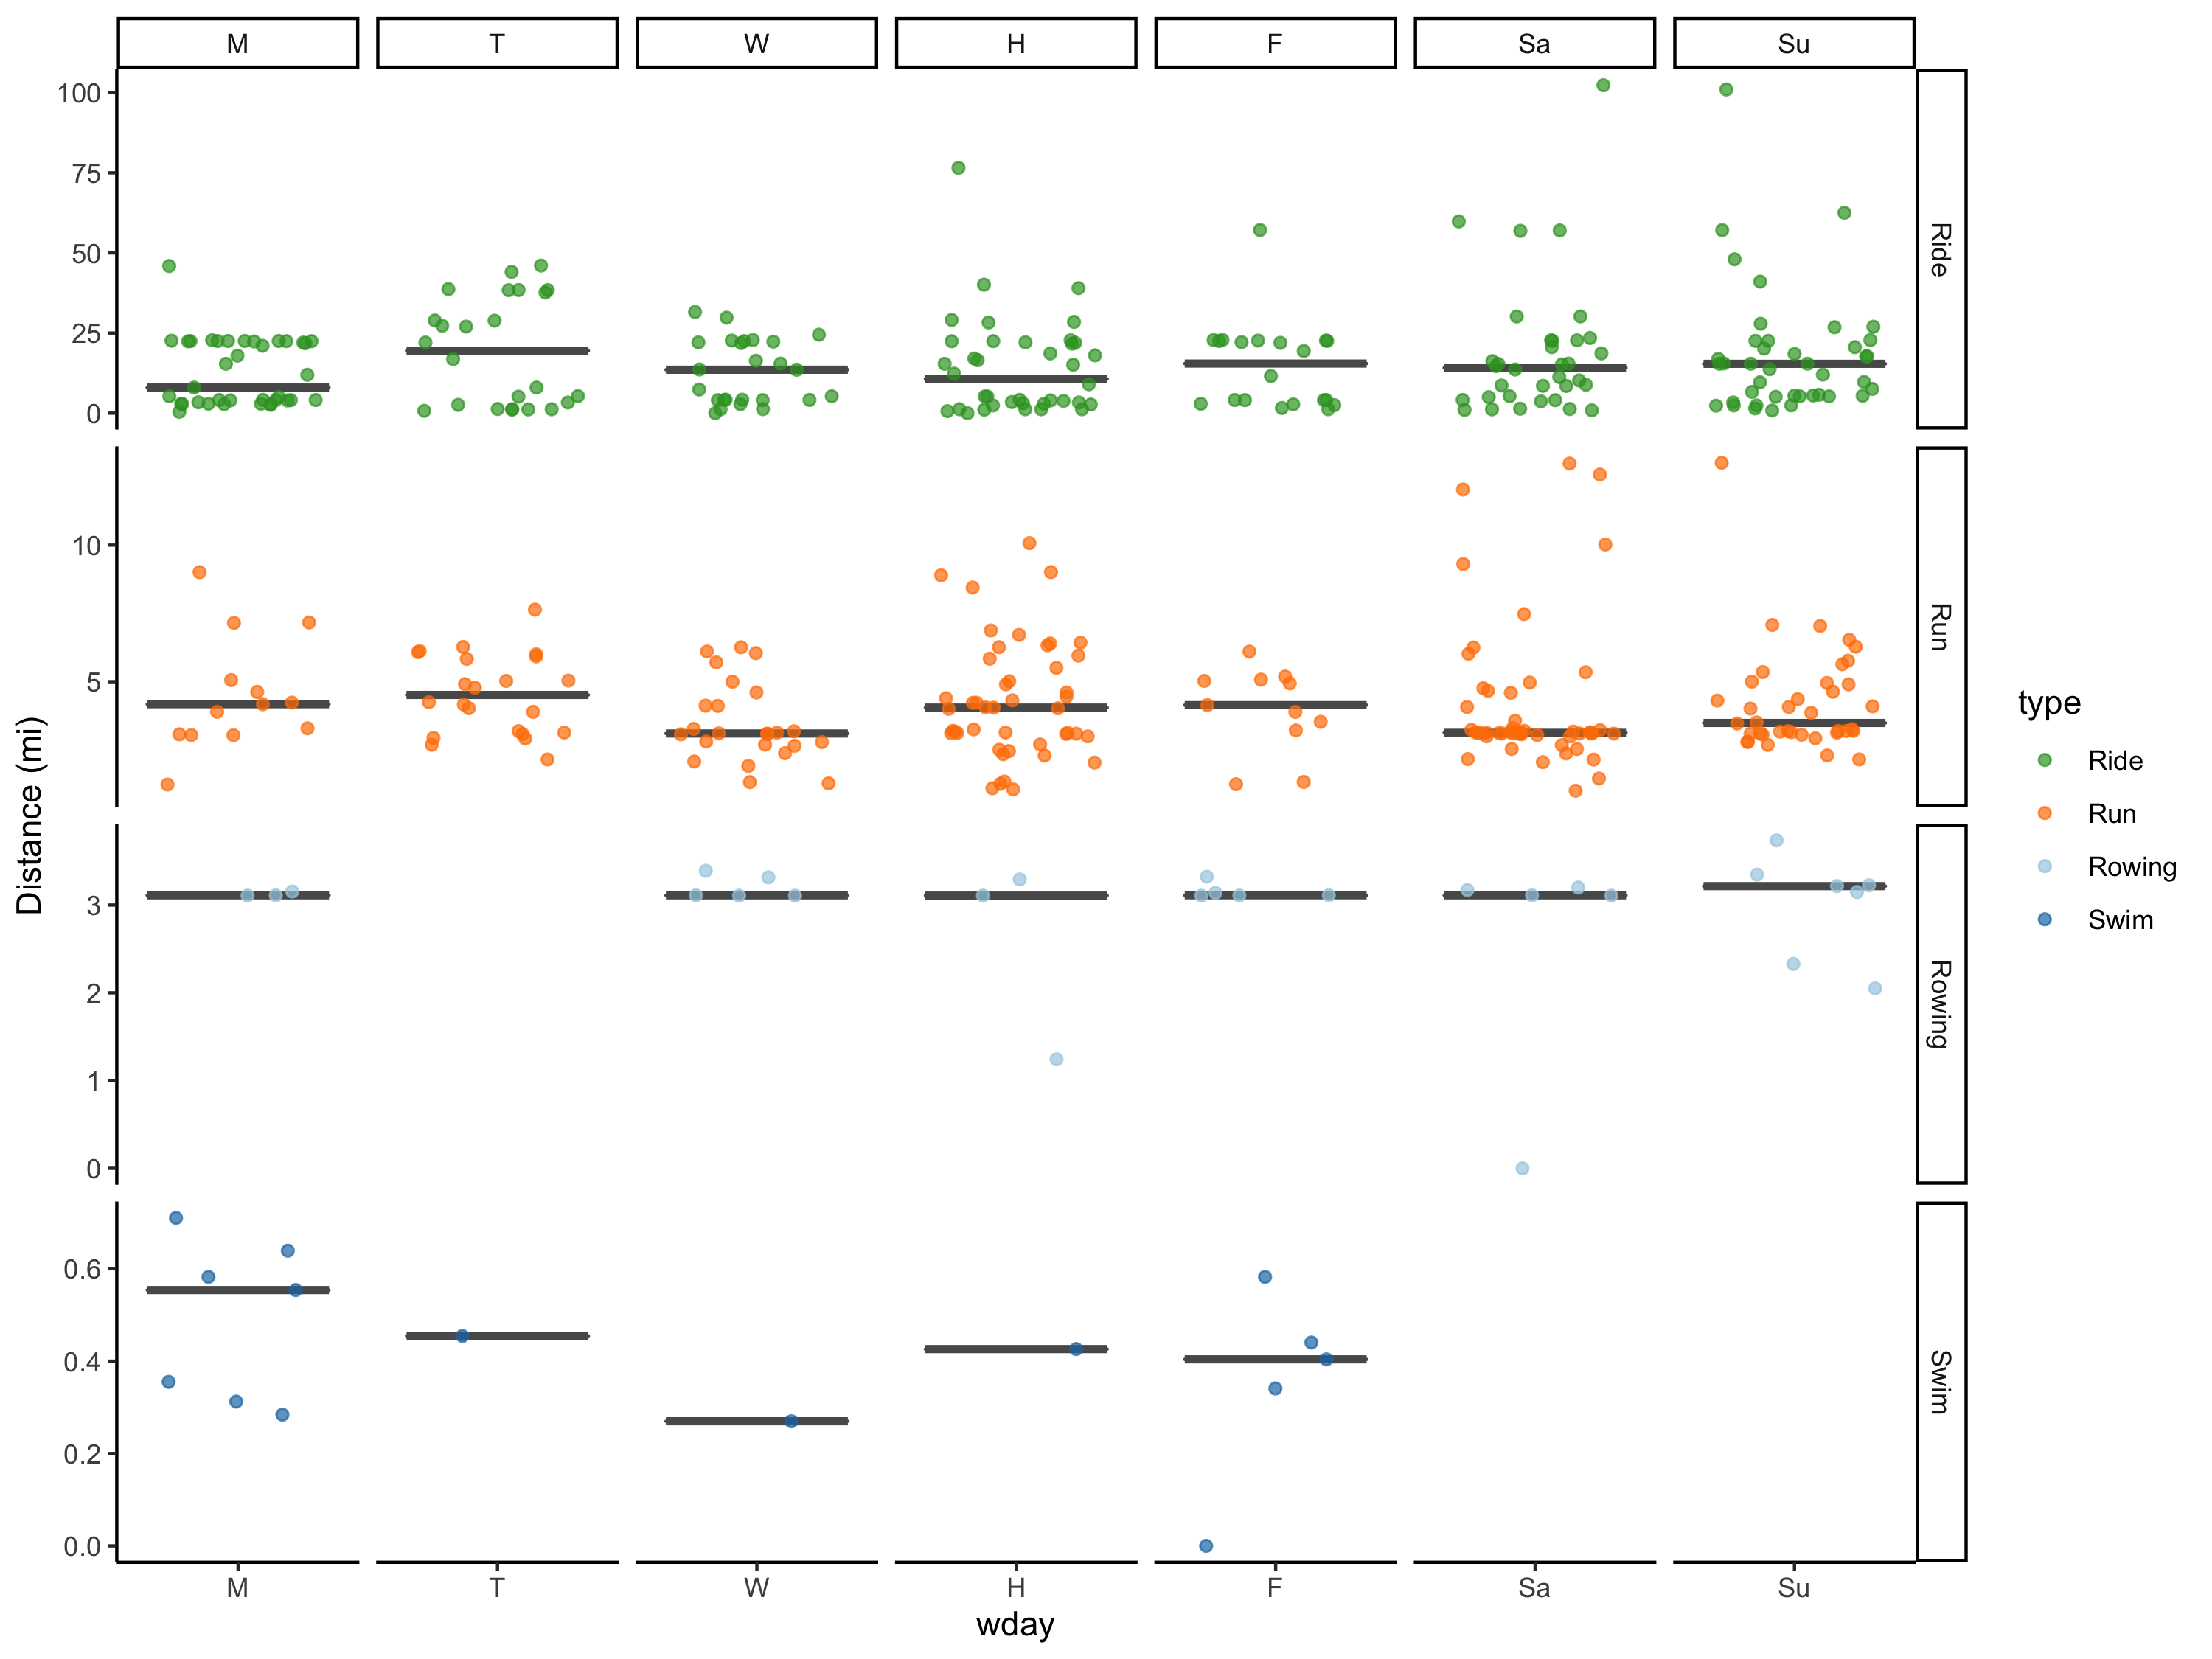 M T W H F Sa Su
100
75
50
25
0
Ride
10
5
Run
3
2
1
0
Rowing
0.6
0.4
0.2
0.0
Swim
Distance (mi)
M T W H F Sa Su
wday
type
Ride
Run
Rowing
Swim